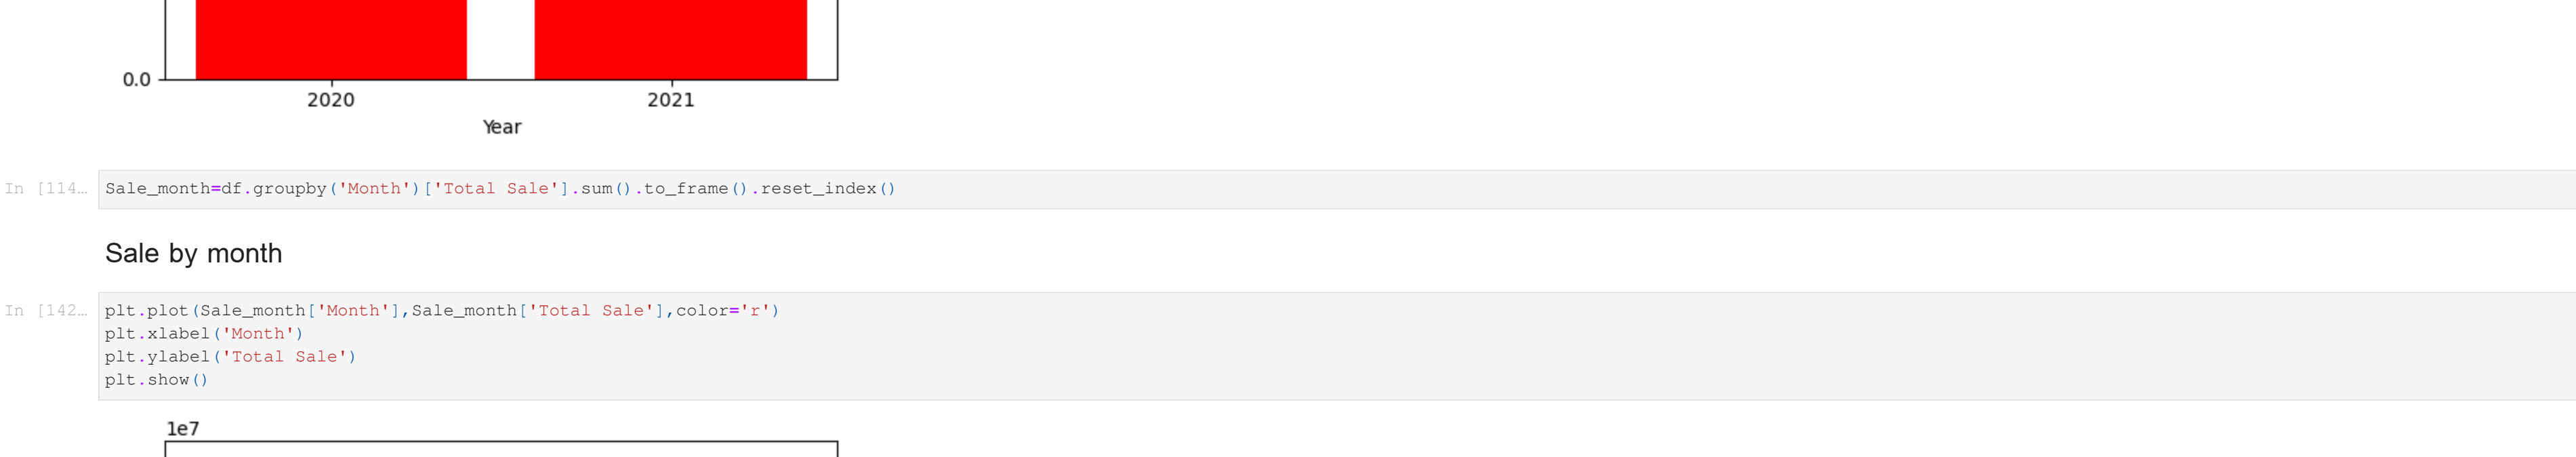 0.0
2020 2021
Year
In [114… Sale_month=df.groupby('Month')['Total Sale'].sum().to_frame().reset_index()
Sale by month
In [142… plt.plot(Sale_month['Month'],Sale_month['Total Sale'],color='r')
plt.xlabel('Month')
plt.ylabel('Total Sale')
plt.show()
1e7